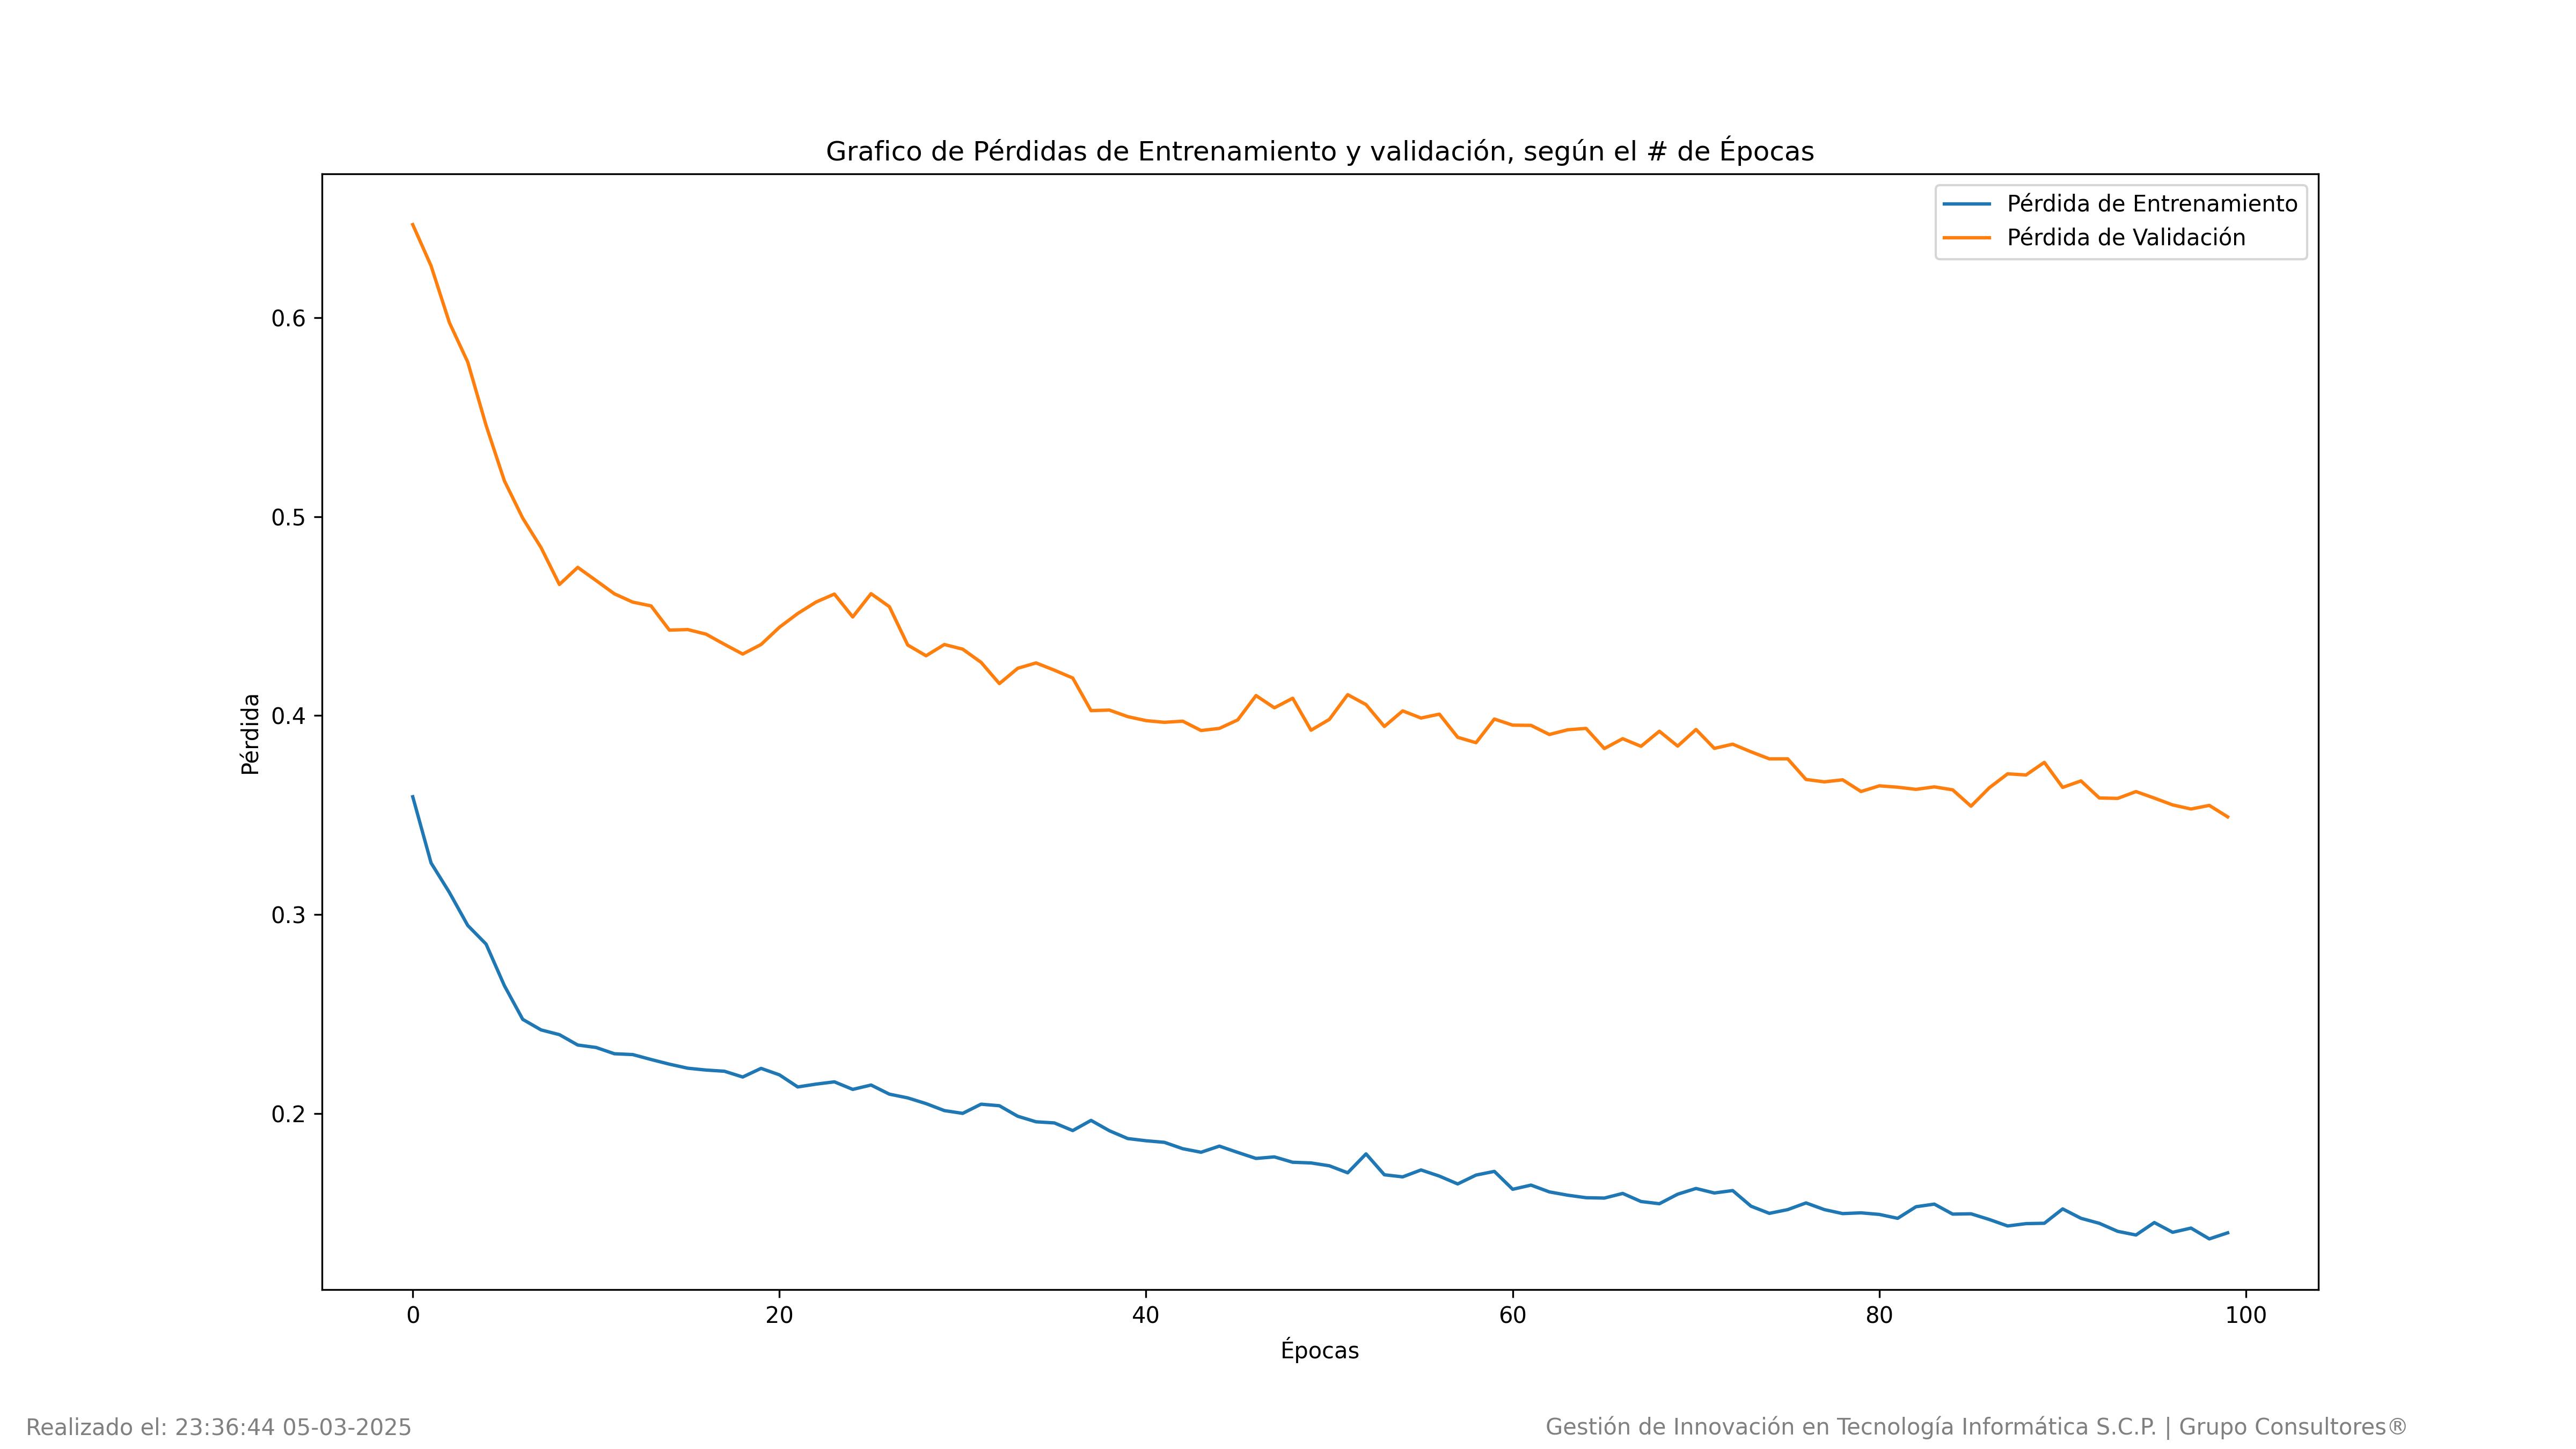 Grafico de Pérdidas de Entrenamiento y validación, según el # de Épocas
Pérdida de Entrenamiento
Pérdida de Validación
0.6
0.5
0.4
0.3
0.2
Pérdida
0 20 40 60 80 100
Épocas
Realizado el: 23:36:44 05-03-2025
Gestión de Innovación en Tecnología Informática S.C.P. | Grupo Consultores®